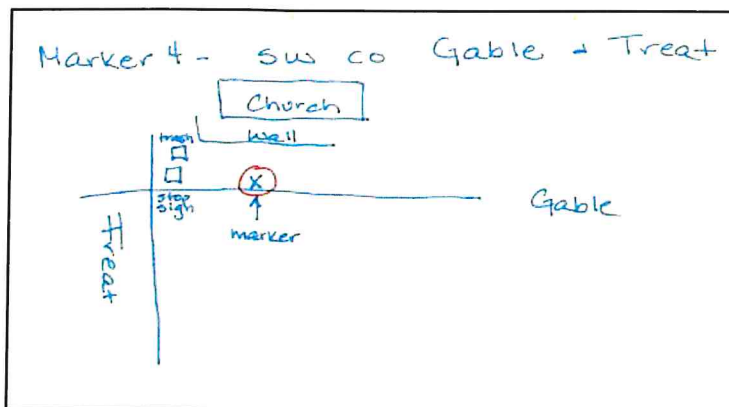 Marker 4 - SW CO Gable & Treat
Church
Wall
trash
X
stop
sign
Gable
marker
Treat